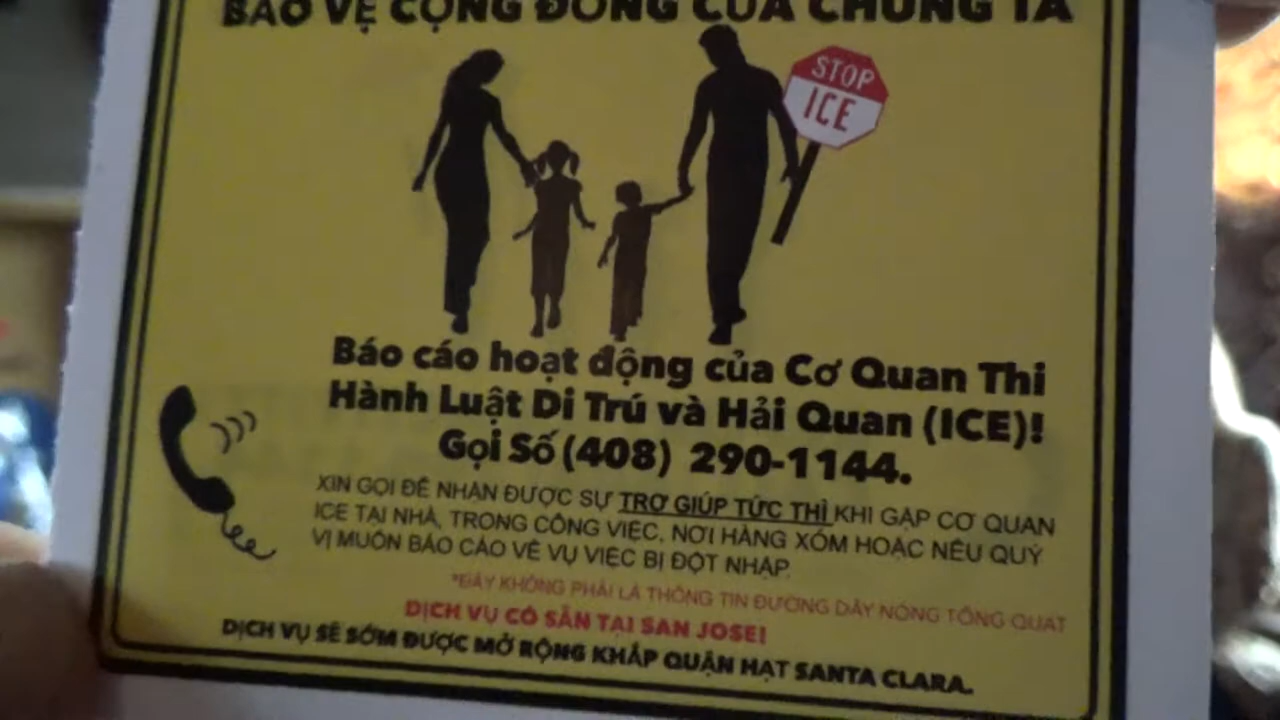 BẢO VỆ CỘNG ĐỒNG CỦA CHÚNG TA
STOP
ICE
Báo cáo hoạt động của Cơ Quan Thi
Hành Luật Di Trú và Hải Quan (ICE)!
Gọi Số (408) 290-1144.
XIN GỌI ĐỂ NHẬN ĐƯỢC SỰ TRỢ GIÚP TỨC THÌ KHI GẶP CƠ QUAN
ICE TẠI NHÀ, TRONG CÔNG VIỆC, NƠI HÀNG XÓM HOẶC NẾU QUÝ
VỊ MUỐN BÁO CÁO VỀ VỤ VIỆC BỊ ĐỘT NHẬP.
*ĐÂY KHÔNG PHẢI LÀ THÔNG TIN ĐƯỜNG DÂY NÓNG TỔNG QUÁT
DỊCH VỤ CÓ SẴN TẠI SAN JOSE!
DỊCH VỤ SẼ SỚM ĐƯỢC MỞ RỘNG KHẮP QUẬN HẠT SANTA CLARA.